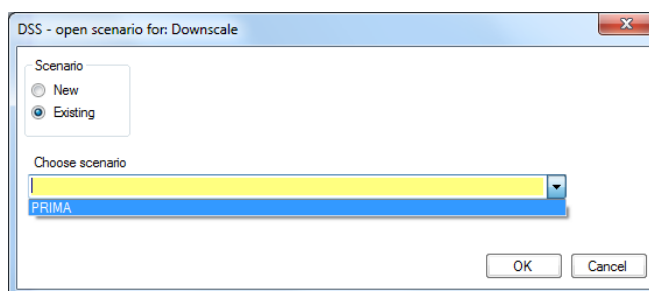 DSS - open scenario for: Downscale
Scenario
New
Existing
Choose scenario
PRIMA
OK Cancel